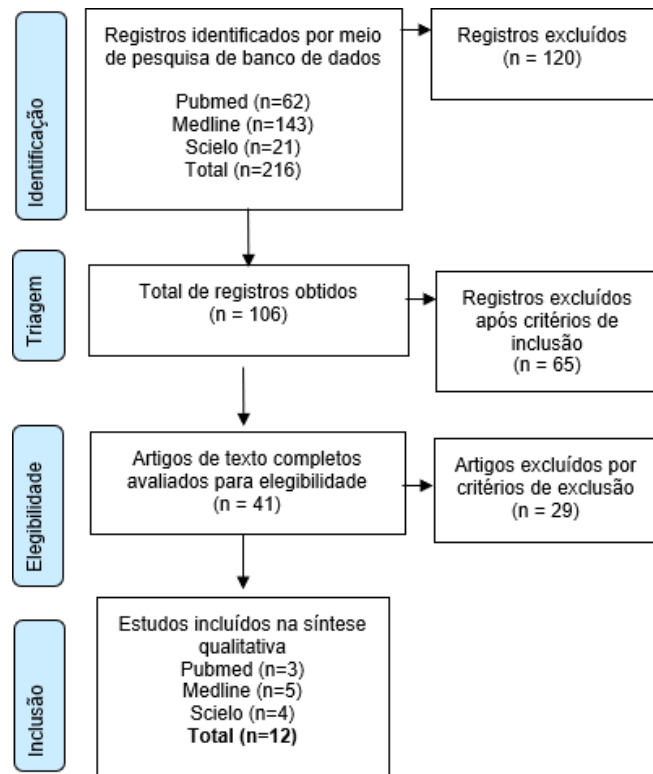 Identificação
Registros identificados por meio
de pesquisa de banco de dados
Pubmed (n=62)
Medline (n=143)
Scielo (n=21)
Total (n=216)
Registros excluídos
(n = 120)
Triagem
Total de registros obtidos
(n = 106)
Registros excluídos
após critérios de
inclusão
(n = 65)
Elegibilidade
Artigos de texto completos
avaliados para elegibilidade
(n = 41)
Artigos excluídos por
critérios de exclusão
(n = 29)
Inclusão
Estudos incluídos na síntese
qualitativa
Pubmed (n=3)
Medline (n=5)
Scielo (n=4)
Total (n=12)